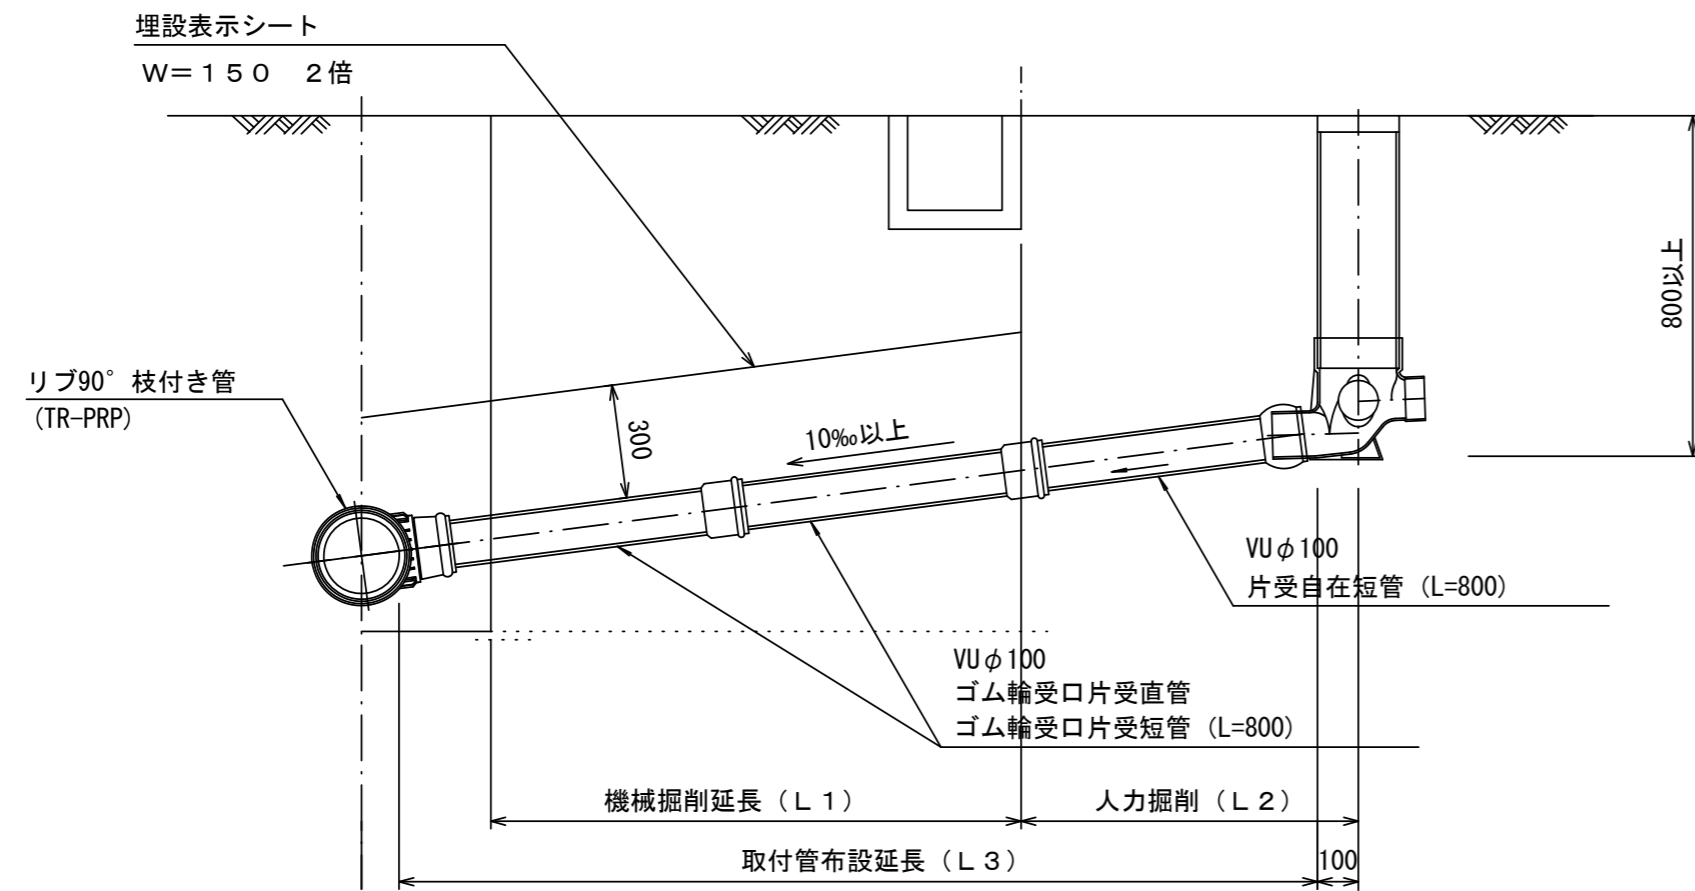 埋設表示シート
W=150 2倍
800以上
リブ90°枝付き管
(TR-PRP)
300
10‰以上
VUφ100
片受自在短管 (L=800)
VUφ100
ゴム輪受口片受直管
ゴム輪受口片受短管 (L=800)
機械掘削延長(L1)
人力掘削(L2)
取付管布設延長(L3)
100